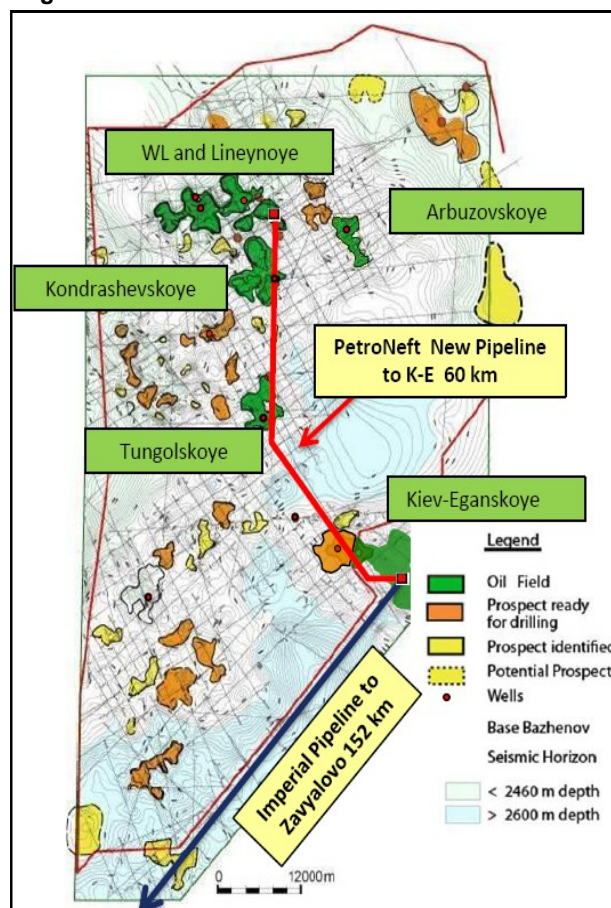 WL and Lineynoye
Arbuzovskoye
Kondrashevskoye
PetroNeft New Pipeline
to K-E 60 km
Tungolskoye
Kiev-Eganskoye
Legend
Oil Field
Prospect ready
for drilling
Prospect identified
Potential Prospect
Wells
Base Bazhenov
Seismic Horizon
< 2460 m depth
> 2600 m depth
Imperial Pipeline to
Zavyalovo 152 km
0 12000m